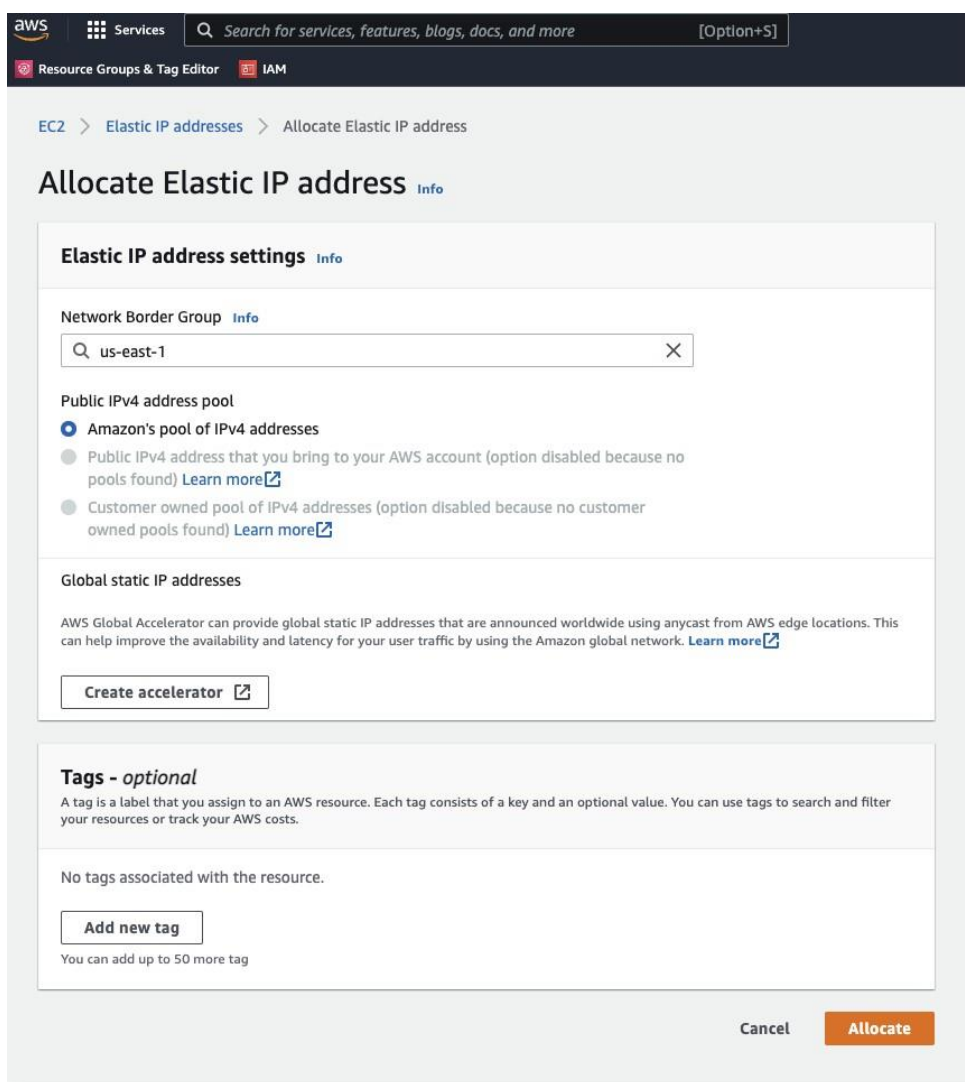 aws Services Search for services, features, blogs, docs, and more [Option+S]
Resource Groups & Tag Editor IAM
EC2 > Elastic IP addresses > Allocate Elastic IP address
Allocate Elastic IP address Info
Elastic IP address settings Info
Network Border Group Info
us-east-1
Public IPv4 address pool
Amazon's pool of IPv4 addresses
Public IPv4 address that you bring to your AWS account (option disabled because no
pools found) Learn more
Customer owned pool of IPv4 addresses (option disabled because no customer
owned pools found) Learn more
Global static IP addresses
AWS Global Accelerator can provide global static IP addresses that are announced worldwide using anycast from AWS edge locations. This
can help improve the availability and latency for your user traffic by using the Amazon global network. Learn more
Create accelerator
Tags - optional
A tag is a label that you assign to an AWS resource. Each tag consists of a key and an optional value. You can use tags to search and filter
your resources or track your AWS costs.
No tags associated with the resource.
Add new tag
You can add up to 50 more tag
Cancel Allocate